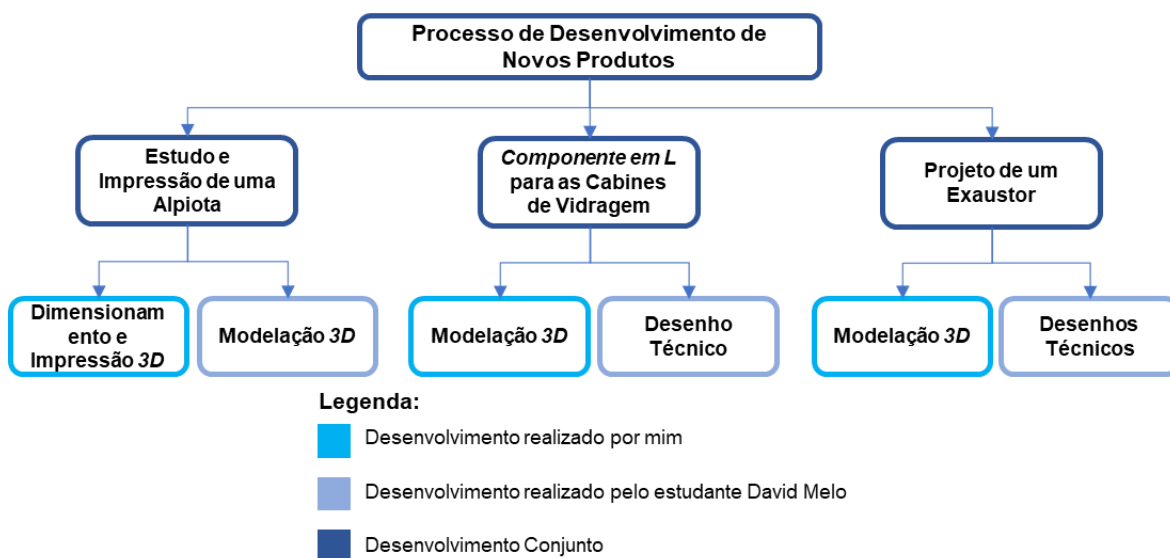 Processo de Desenvolvimento de
Novos Produtos
Estudo e
Impressão de uma
Alpiota
Componente em L
para as Cabines
de Vidragem
Projeto de um
Exaustor
Dimensionam
ento e
Impressão 3D
Modelação 3D
Modelação 3D
Desenho
Técnico
Modelação 3D
Desenhos
Técnicos
Legenda:
Desenvolvimento realizado por mim
Desenvolvimento realizado pelo estudante David Melo
Desenvolvimento Conjunto